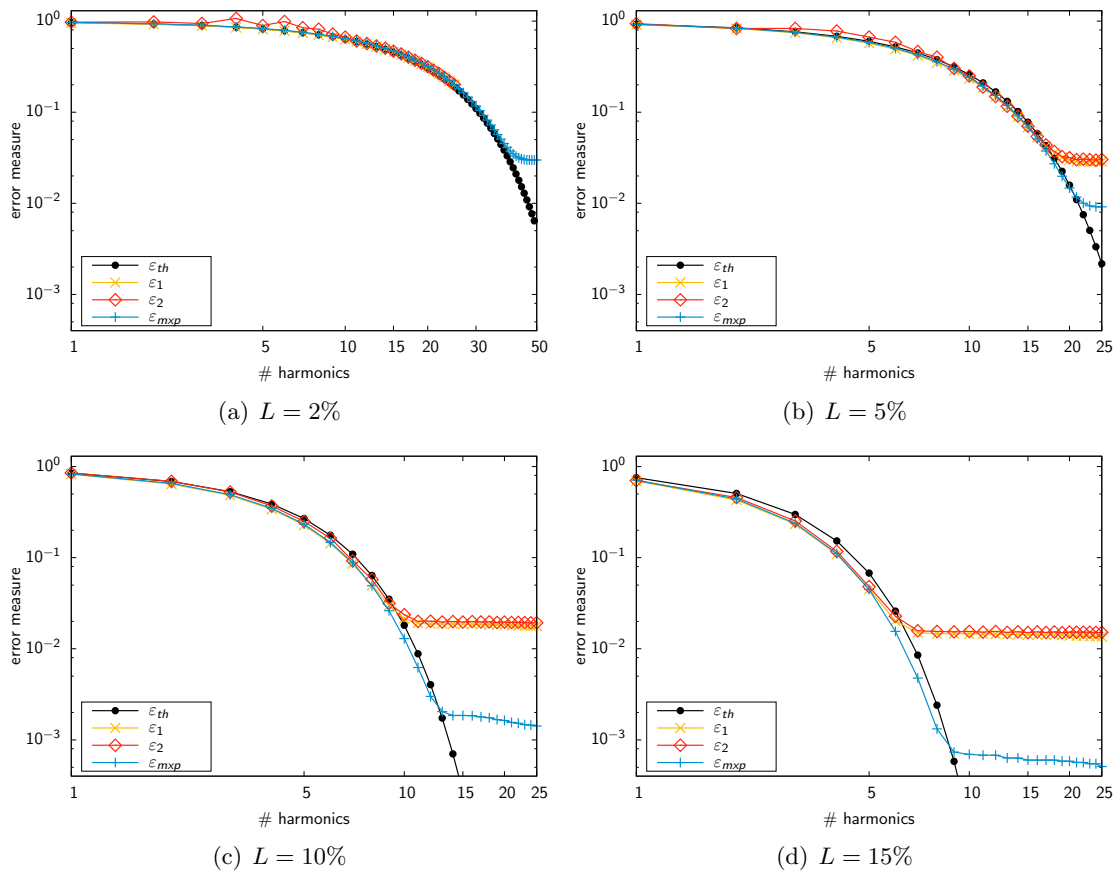 10^0
10^{-1}
10^{-2}
10^{-3}
error measure
ε_th
ε_1
ε_2
ε_mxp
1 5 10 15 20 30 50
# harmonics
(a) L = 2%
10^0
10^{-1}
10^{-2}
10^{-3}
error measure
ε_th
ε_1
ε_2
ε_mxp
1 5 10 15 20 25
# harmonics
(b) L = 5%
10^0
10^{-1}
10^{-2}
10^{-3}
error measure
ε_th
ε_1
ε_2
ε_mxp
1 5 10 15 20 25
# harmonics
(c) L = 10%
10^0
10^{-1}
10^{-2}
10^{-3}
error measure
ε_th
ε_1
ε_2
ε_mxp
1 5 10 15 20 25
# harmonics
(d) L = 15%